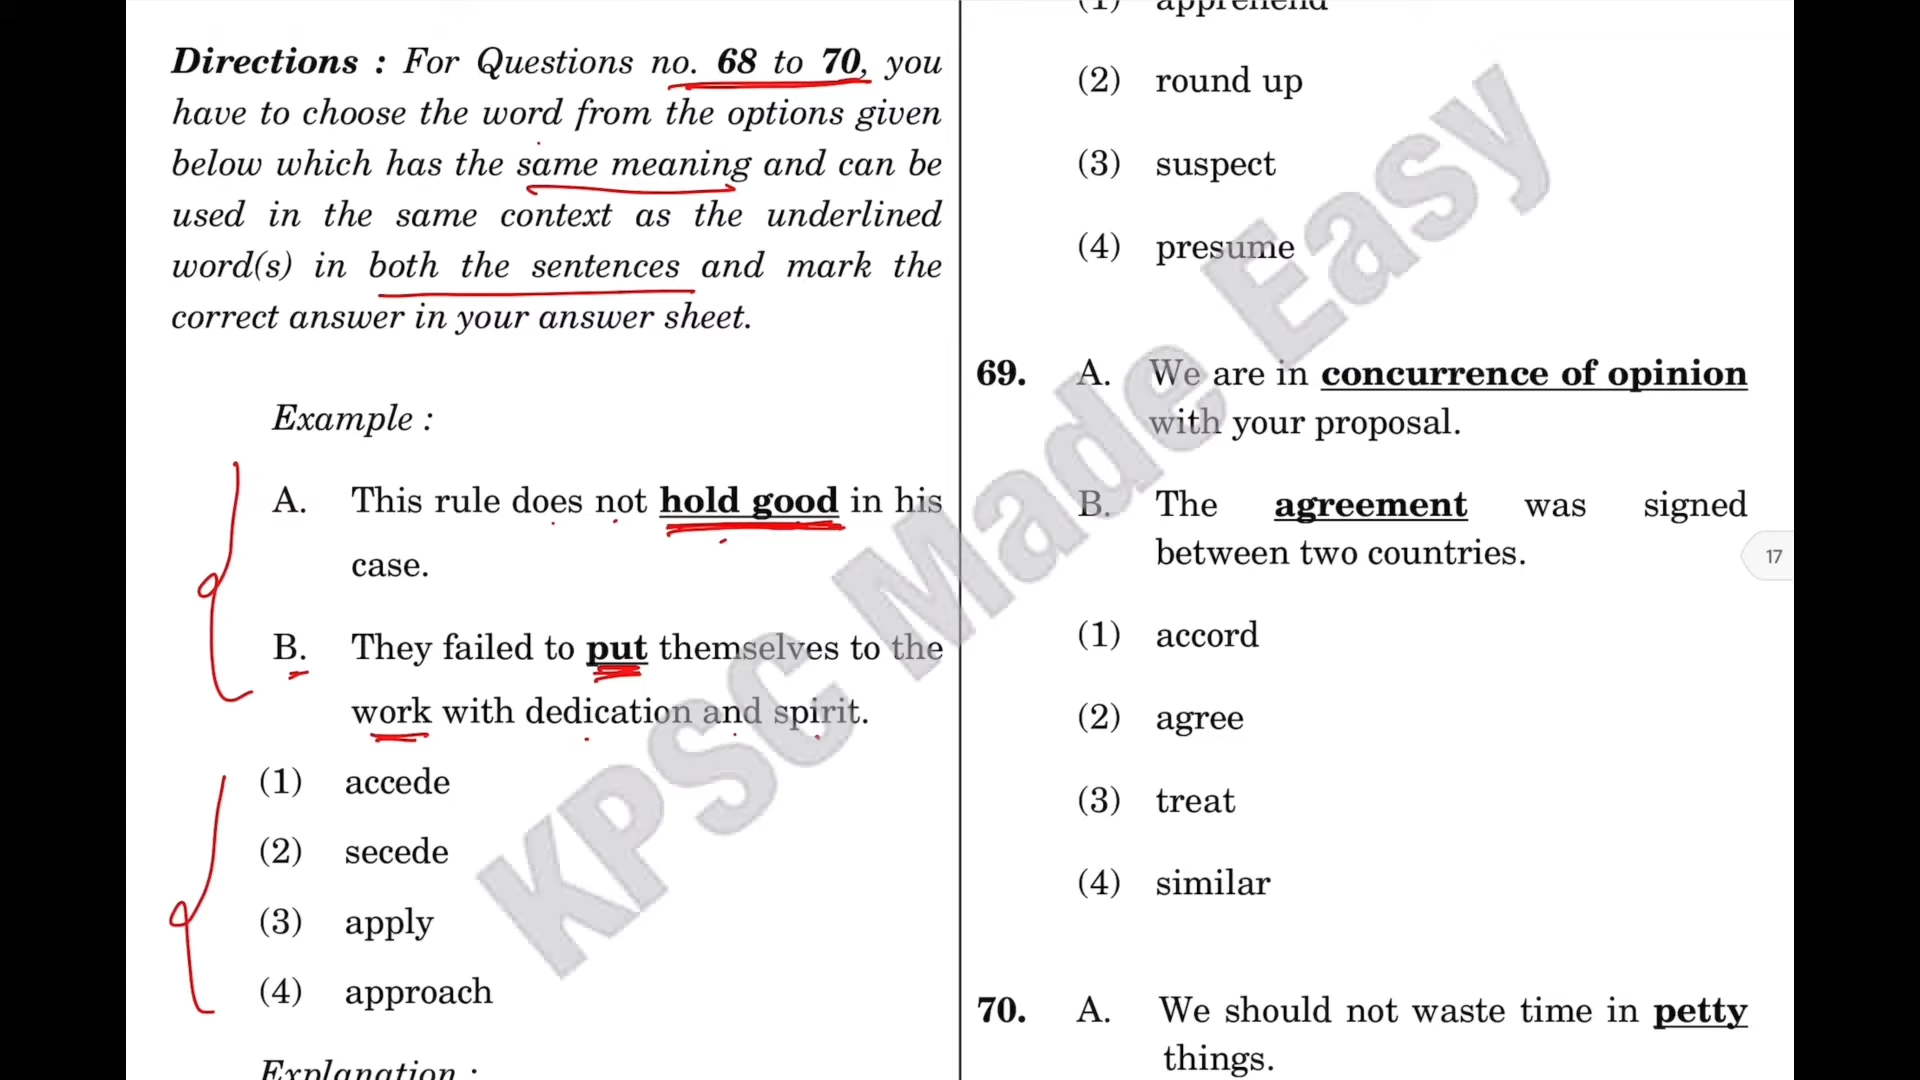 Directions : For Questions no. 68 to 70, you
have to choose the word from the options given
below which has the same meaning and can be
used in the same context as the underlined
word(s) in both the sentences and mark the
correct answer in your answer sheet.
Example :
A. This rule does not hold good in his
case.
B. They failed to put themselves to the
work with dedication and spirit.
(1) accede
(2) secede
(3) apply
(4) approach
Explanation :
(1) apprehend
(2) round up
(3) suspect
(4) presume
69. A. We are in concurrence of opinion
with your proposal.
B. The agreement was signed
between two countries.
(1) accord
(2) agree
(3) treat
(4) similar
70. A. We should not waste time in petty
things.
17
KPSC Made Easy